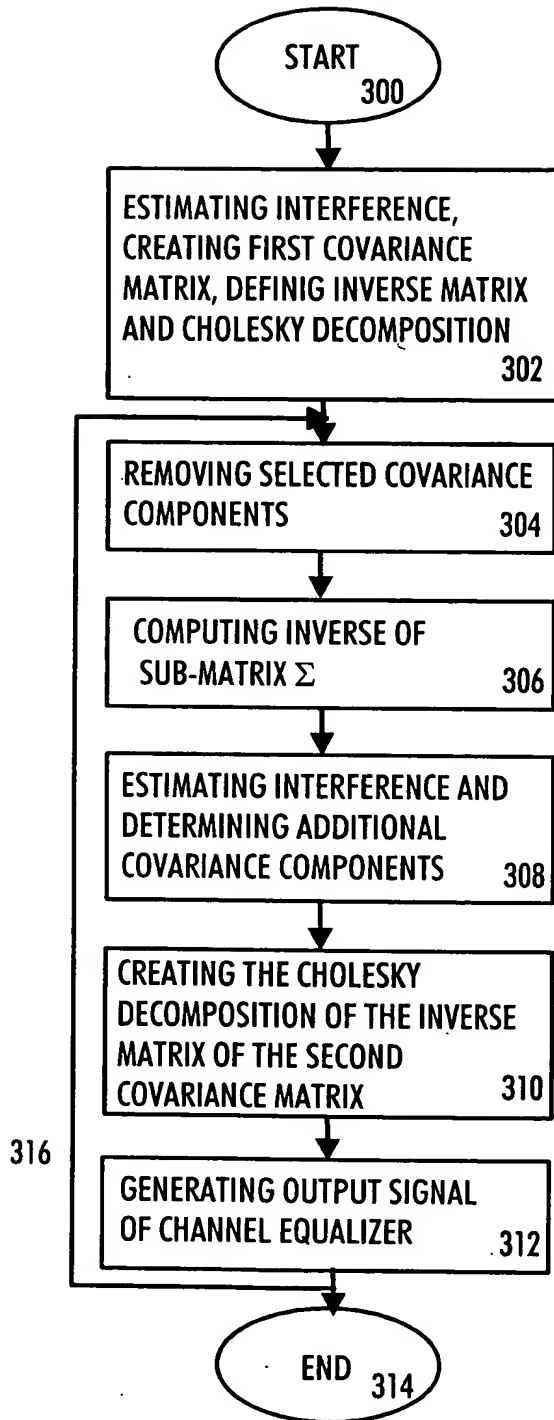 START
300
ESTIMATING INTERFERENCE,
CREATING FIRST COVARIANCE
MATRIX, DEFINIG INVERSE MATRIX
AND CHOLESKY DECOMPOSITION
302
REMOVING SELECTED COVARIANCE
COMPONENTS 304
COMPUTING INVERSE OF
SUB-MATRIX Σ 306
ESTIMATING INTERFERENCE AND
DETERMINING ADDITIONAL
COVARIANCE COMPONENTS 308
CREATING THE CHOLESKY
DECOMPOSITION OF THE INVERSE
MATRIX OF THE SECOND
COVARIANCE MATRIX 310
316
GENERATING OUTPUT SIGNAL
OF CHANNEL EQUALIZER 312
END
314